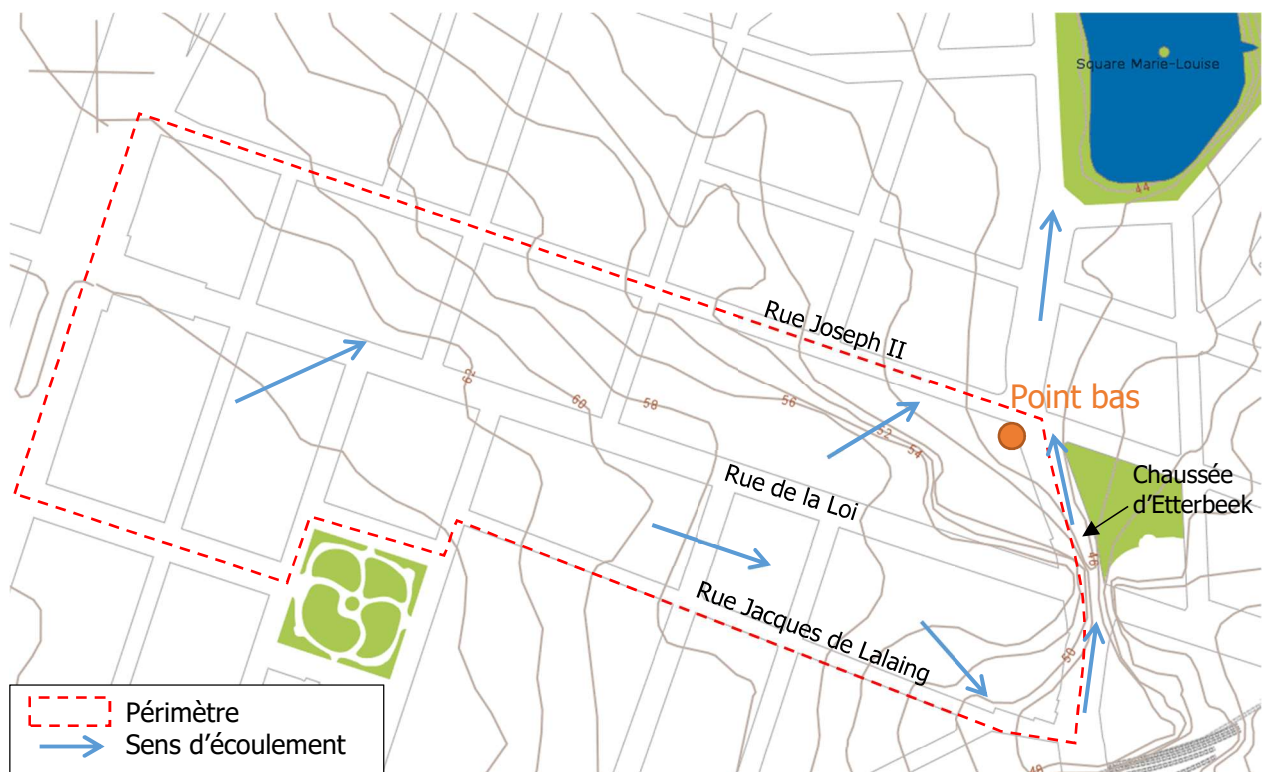 Square Marie-Louise
44
Rue Joseph II
62
60
58
56
52
54
Point bas
Rue de la Loi
Chaussée
d'Etterbeek
46
Rue Jacques de Lalaing
50
48
Périmètre
Sens d'écoulement